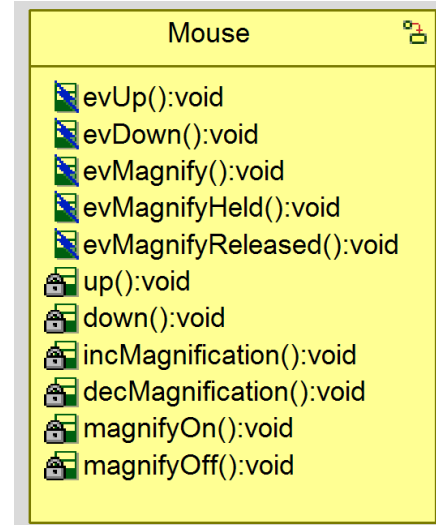 Mouse
evUp():void
evDown():void
evMagnify():void
evMagnifyHeld():void
evMagnifyReleased():void
up():void
down():void
incMagnification():void
decMagnification():void
magnifyOn():void
magnifyOff():void